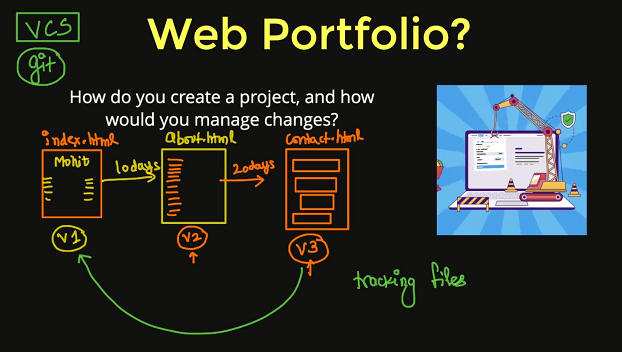 VCS
git
Web Portfolio?
How do you create a project, and how
would you manage changes?
index.html
about.html
contact.html
Mohit
10days
20days
V1
V2
V3
tracking files